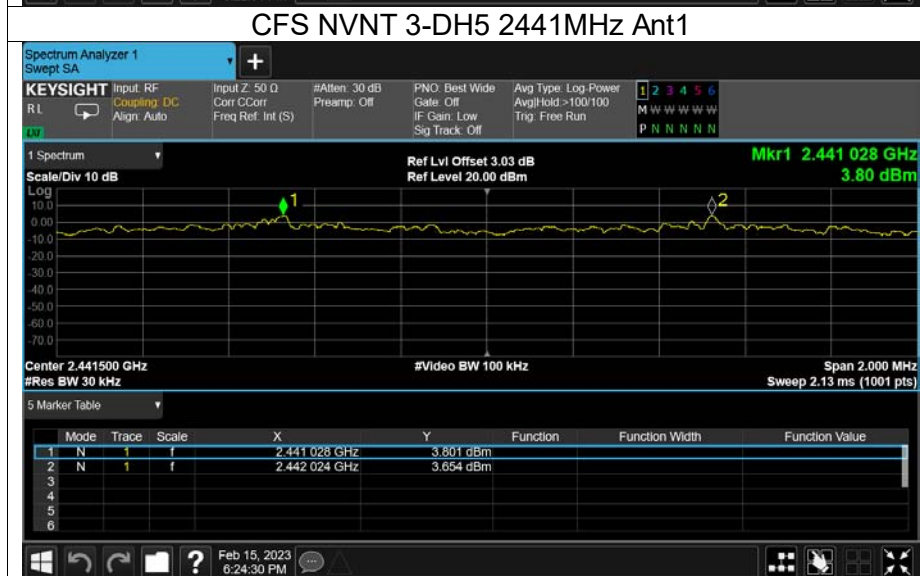 CFS NVNT 3-DH5 2441MHz Ant1
Spectrum Analyzer 1
Swept SA
+
KEYSIGHT Input: RF Input Z: 50 Ω #Atten: 30 dB PNO: Best Wide Avg Type: Log-Power 1 2 3 4 5 6
RL Coupling: DC Corr CCorr Preamp: Off Gate: Off Avg|Hold:>100/100 M W W W W W
Align: Auto Freq Ref: Int (S) IF Gain: Low Trig: Free Run
LXI Sig Track: Off P N N N N N
1 Spectrum Ref Lvl Offset 3.03 dB Mkr1 2.441 028 GHz
Scale/Div 10 dB Ref Level 20.00 dBm 3.80 dBm
Log
10.0 1 2
0.00
-10.0
-20.0
-30.0
-40.0
-50.0
-60.0
-70.0
Center 2.441500 GHz #Video BW 100 kHz Span 2.000 MHz
#Res BW 30 kHz Sweep 2.13 ms (1001 pts)
5 Marker Table
Mode Trace Scale X Y Function Function Width Function Value
1 N 1 f 2.441 028 GHz 3.801 dBm
2 N 1 f 2.442 024 GHz 3.654 dBm
3
4
5
6
? Feb 15, 2023
6:24:30 PM